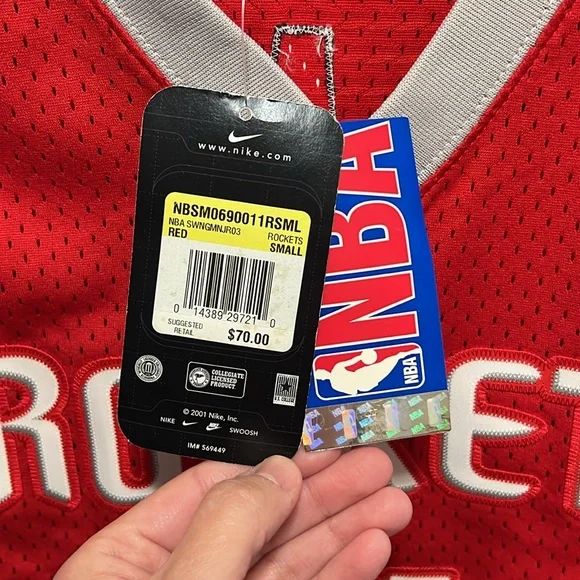 www.nike.com
NBSM0690011RSML
NBA SWNGMNJR03 ROCKETS
RED SMALL
0 14389 29721 0
SUGGESTED
RETAIL $70.00
COLLEGIATE
LICENSED
PRODUCT
U.S. COLLEGE
© 2001 Nike, Inc.
NIKE SWOOSH
IM# 569449
NBA
NBA
ROCKET